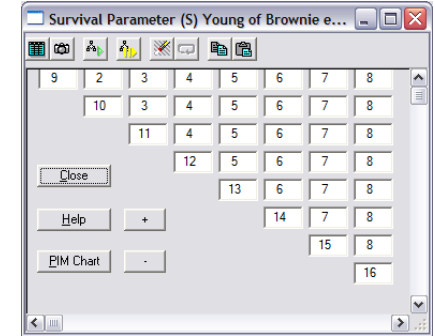 Survival Parameter (S) Young of Brownie e...
9 2 3 4 5 6 7 8
10 3 4 5 6 7 8
11 4 5 6 7 8
12 5 6 7 8
Close
13 6 7 8
Help + 14 7 8
15 8
PIM Chart -
16